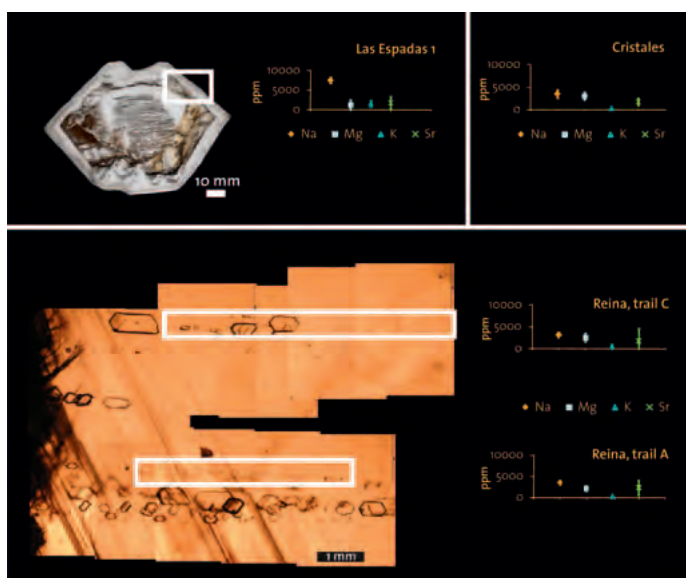 Las Espadas 1
10000
5000
0
ppm
Na Mg K Sr
10 mm
Cristales
10000
5000
0
ppm
Na Mg K Sr
Reina, trail C
10000
5000
0
ppm
Na Mg K Sr
Reina, trail A
10000
5000
0
ppm
1 mm